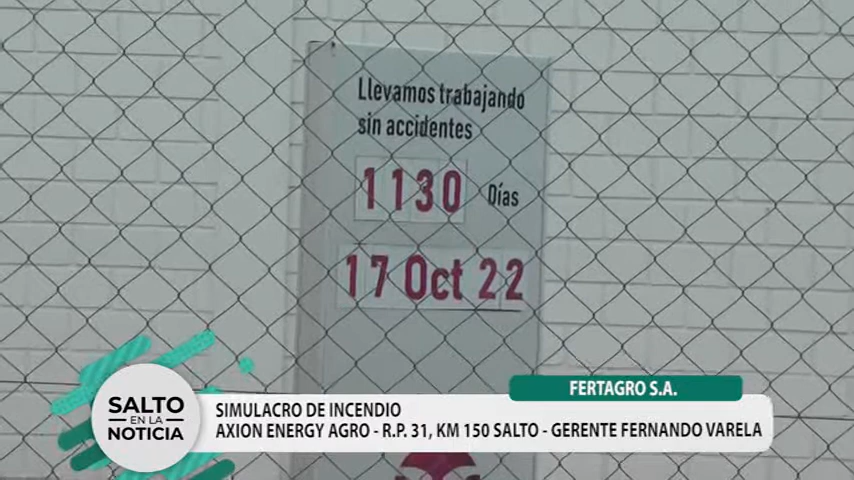 Llevamos trabajando
sin accidentes
1130 Días
17 Oct 22
FERTAGRO S.A.
SALTO
EN LA
NOTICIA
SIMULACRO DE INCENDIO
AXION ENERGY AGRO - R.P. 31, KM 150 SALTO - GERENTE FERNANDO VARELA